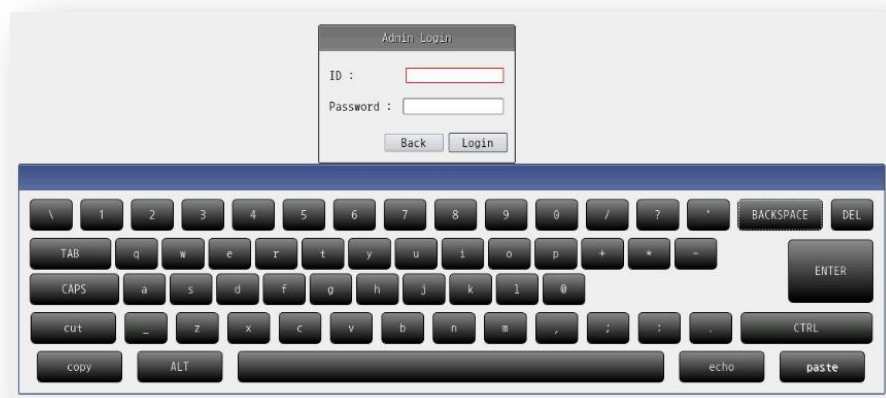 Admin Login
ID :
Password :
Back Login
\ 1 2 3 4 5 6 7 8 9 0 / ? ' BACKSPACE DEL
TAB q w e r t y u i o p + * -
ENTER
CAPS a s d f g h j k l @
cut _ z x c v b n m , ; : . CTRL
copy ALT echo paste